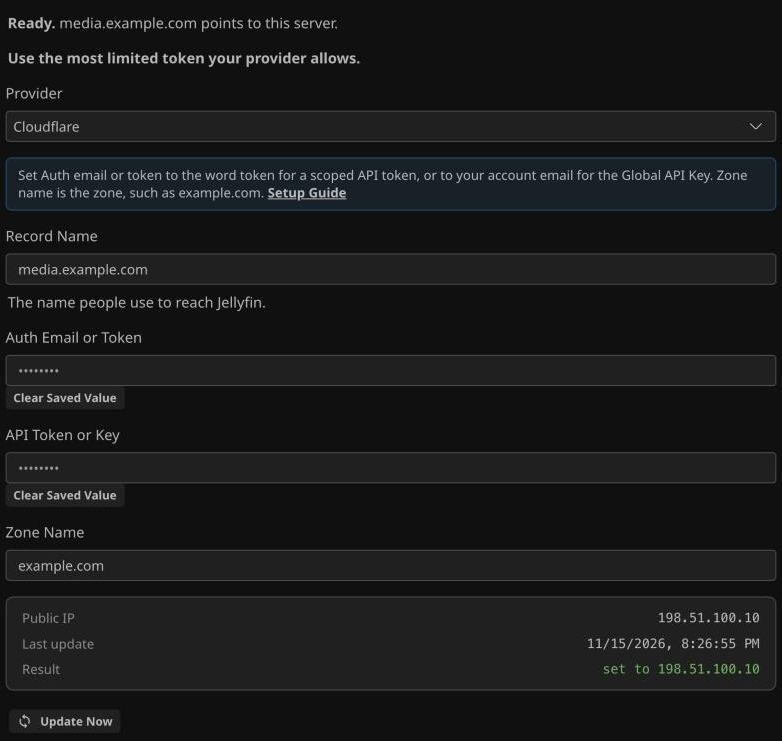 Ready. media.example.com points to this server.
Use the most limited token your provider allows.
Provider
Cloudflare
Set Auth email or token to the word token for a scoped API token, or to your account email for the Global API Key. Zone
name is the zone, such as example.com. Setup Guide
Record Name
media.example.com
The name people use to reach Jellyfin.
Auth Email or Token
••••••••
Clear Saved Value
API Token or Key
••••••••
Clear Saved Value
Zone Name
example.com
Public IP 198.51.100.10
Last update 11/15/2026, 8:26:55 PM
Result set to 198.51.100.10
Update Now